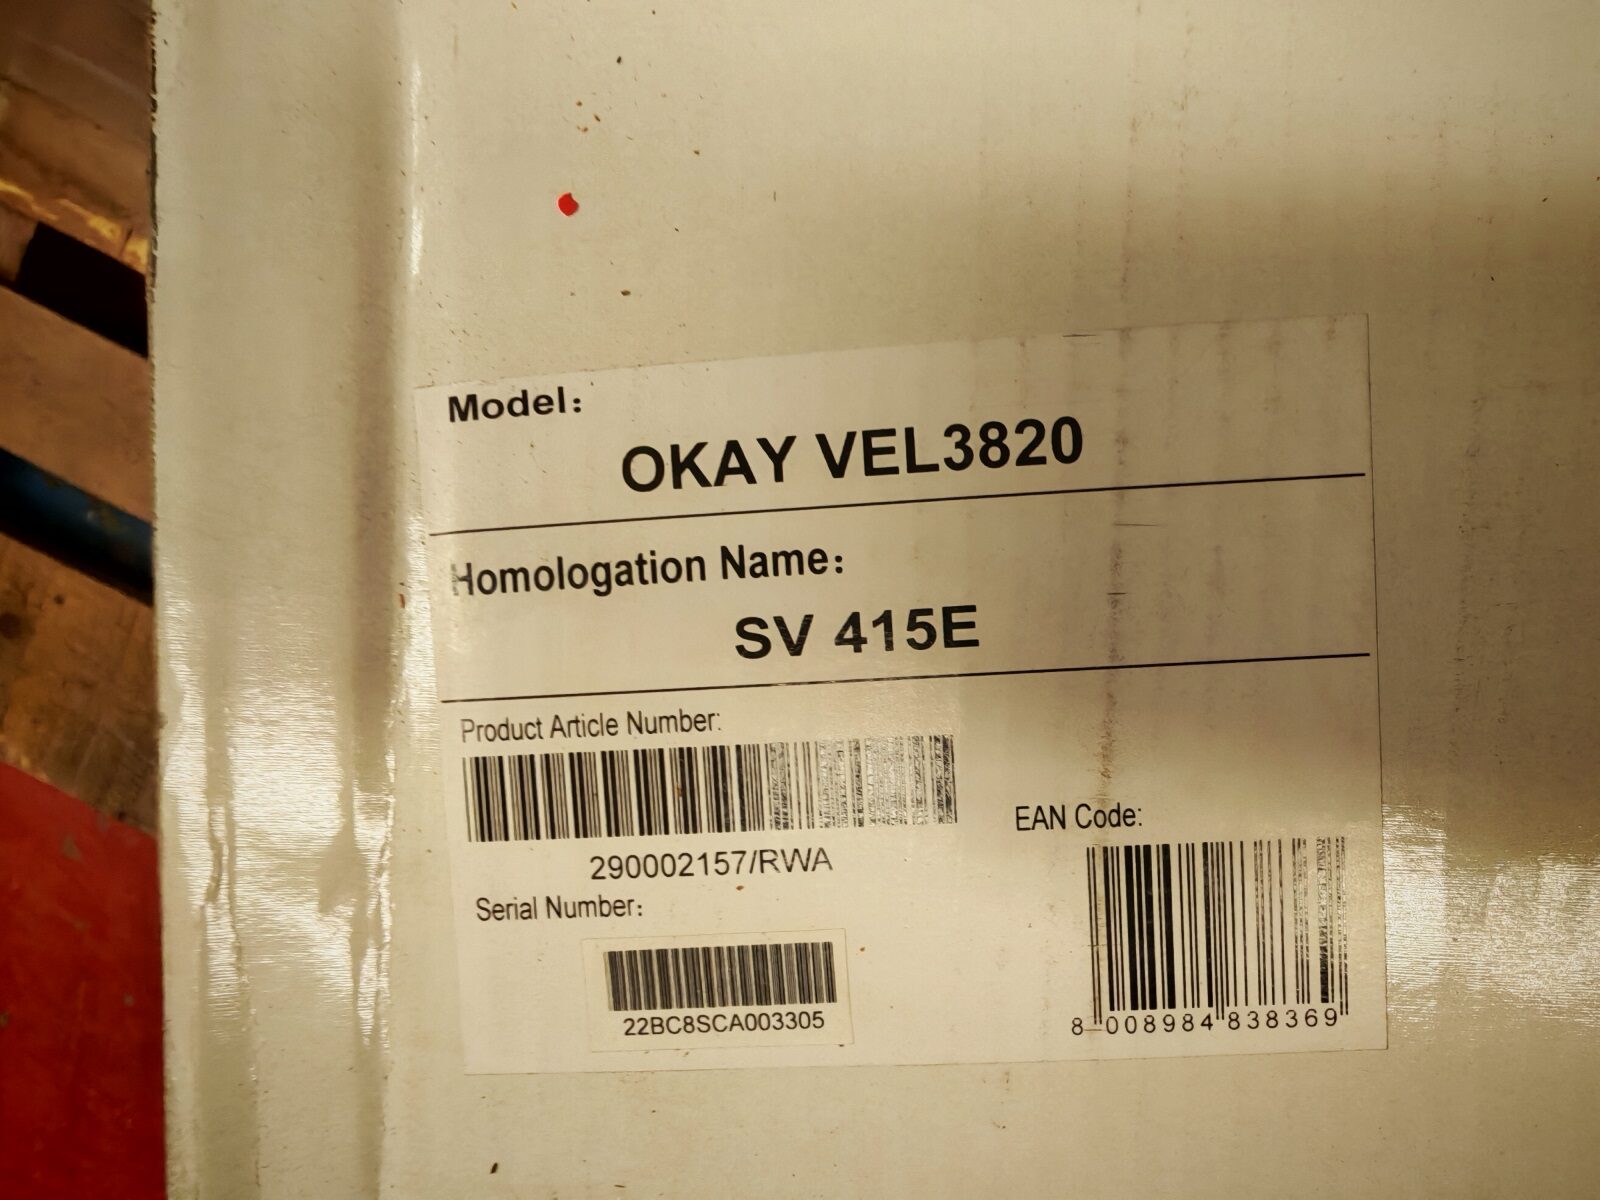 Model:
OKAY VEL3820
Homologation Name:
SV 415E
Product Article Number:
290002157/RWA
EAN Code:
Serial Number:
22BC8SCA003305
8 008984 838369